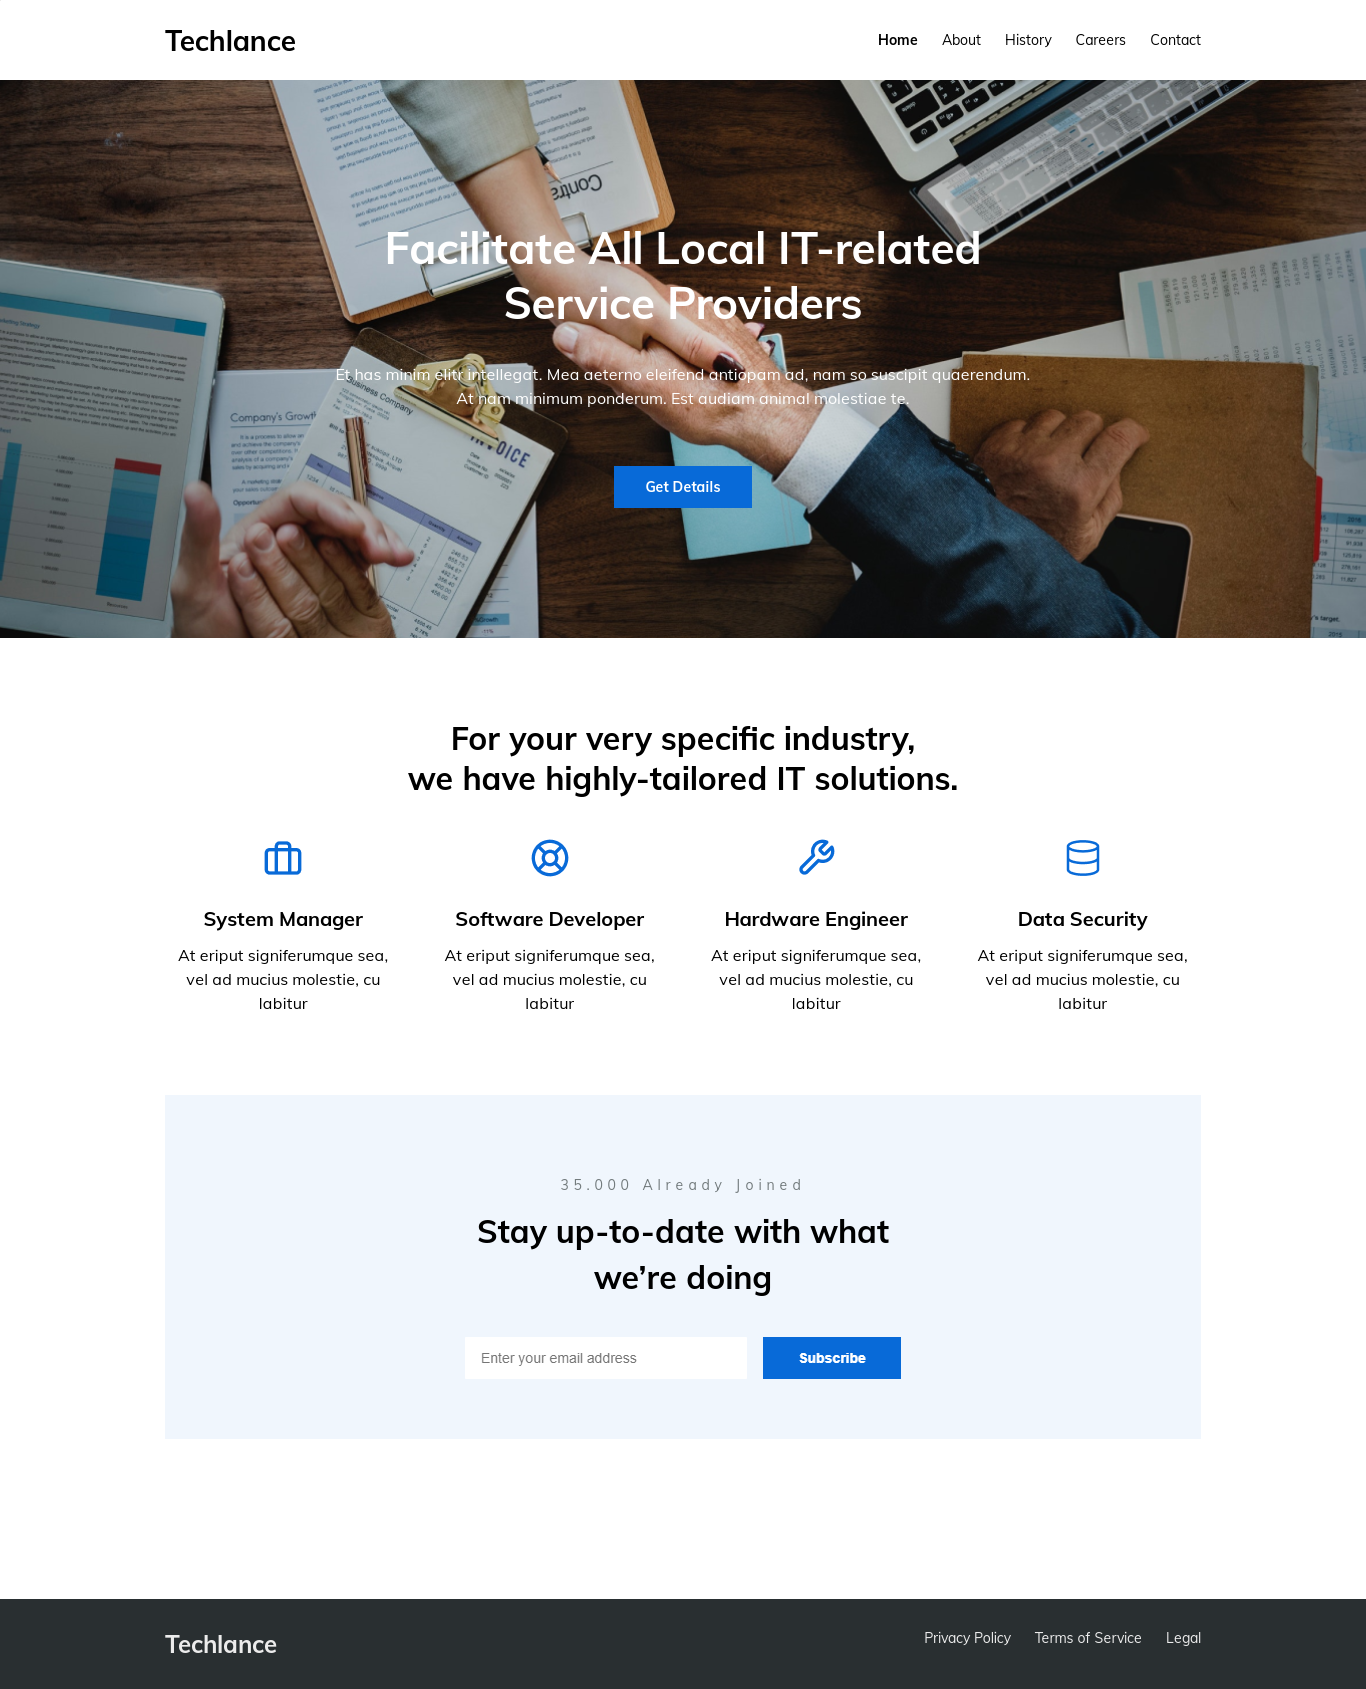 Techlance
Home About History Careers Contact
Contra
Facilitate All Local IT-related
Service Providers
Et has minim elitr intellegat. Mea aeterno eleifend antiopam ad, nam so suscipit quaerendum.
At nam minimum ponderum. Est audiam animal molestiae te.
Business Company
INVOICE
Company's Growth
Get Details
For your very specific industry,
we have highly-tailored IT solutions.
System Manager
At eriput signiferumque sea,
vel ad mucius molestie, cu
labitur
Software Developer
At eriput signiferumque sea,
vel ad mucius molestie, cu
labitur
Hardware Engineer
At eriput signiferumque sea,
vel ad mucius molestie, cu
labitur
Data Security
At eriput signiferumque sea,
vel ad mucius molestie, cu
labitur
35.000 Already Joined
Stay up-to-date with what
we’re doing
Enter your email address
Subscribe
Techlance
Privacy Policy Terms of Service Legal